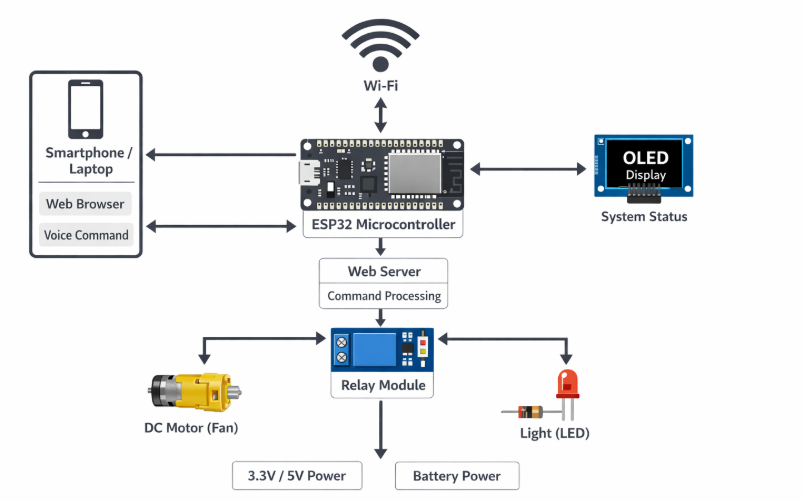 Wi-Fi
Smartphone /
Laptop
Web Browser
Voice Command
ESP32 Microcontroller
OLED
Display
System Status
Web Server
Command Processing
Relay Module
DC Motor (Fan)
Light (LED)
3.3V / 5V Power
Battery Power